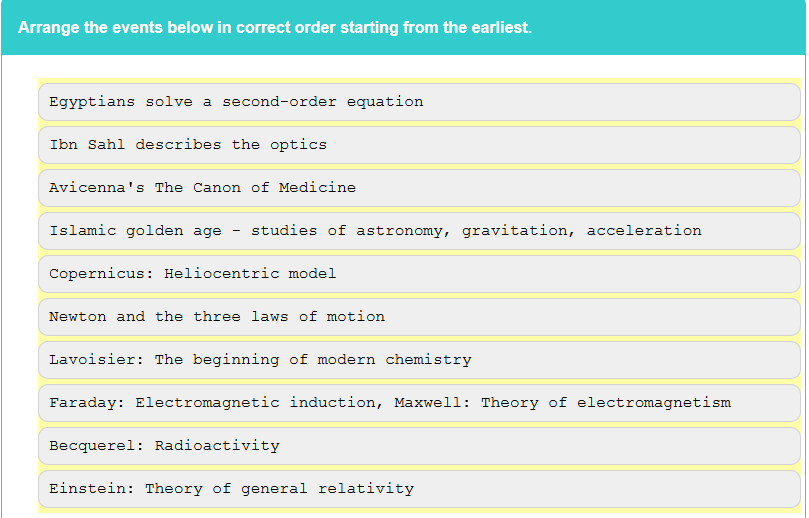 Arrange the events below in correct order starting from the earliest.
Egyptians solve a second-order equation
Ibn Sahl describes the optics
Avicenna's The Canon of Medicine
Islamic golden age - studies of astronomy, gravitation, acceleration
Copernicus: Heliocentric model
Newton and the three laws of motion
Lavoisier: The beginning of modern chemistry
Faraday: Electromagnetic induction, Maxwell: Theory of electromagnetism
Becquerel: Radioactivity
Einstein: Theory of general relativity